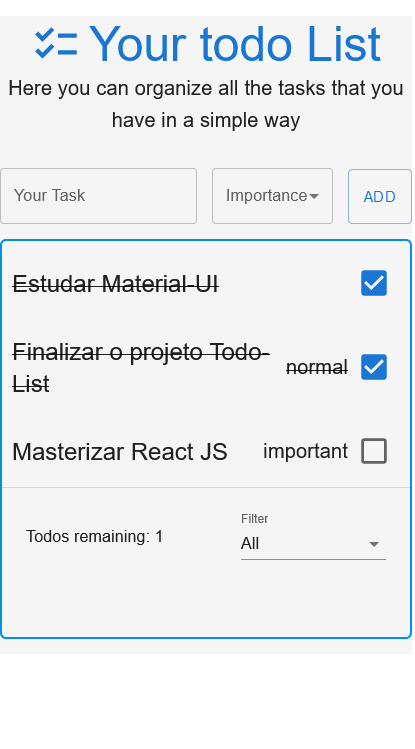 Your todo List
Here you can organize all the tasks that you
have in a simple way
Your Task
Importance
ADD
Estudar Material-UI
Finalizar o projeto Todo-
List
normal
Masterizar React JS
important
Todos remaining: 1
Filter
All